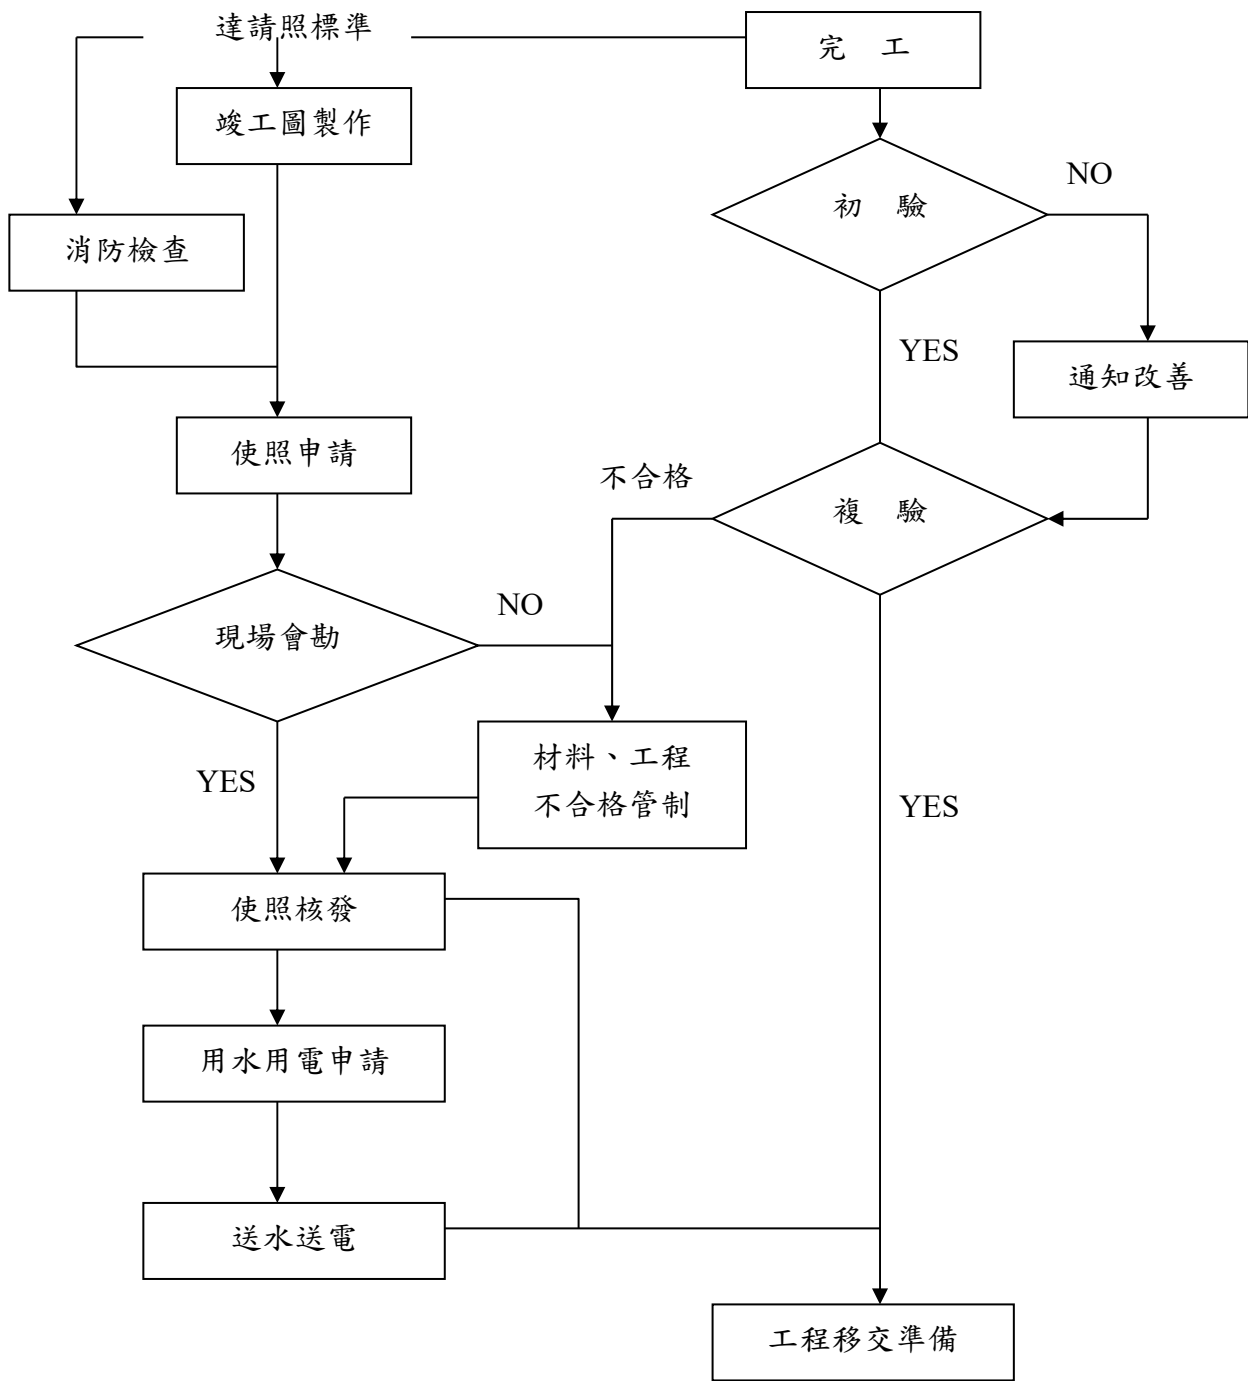 達請照標準
完　工
竣工圖製作
初　驗
NO
消防檢查
YES
通知改善
使照申請
不合格
複　驗
現場會勘
NO
材料、工程
不合格管制
YES
YES
使照核發
用水用電申請
送水送電
工程移交準備